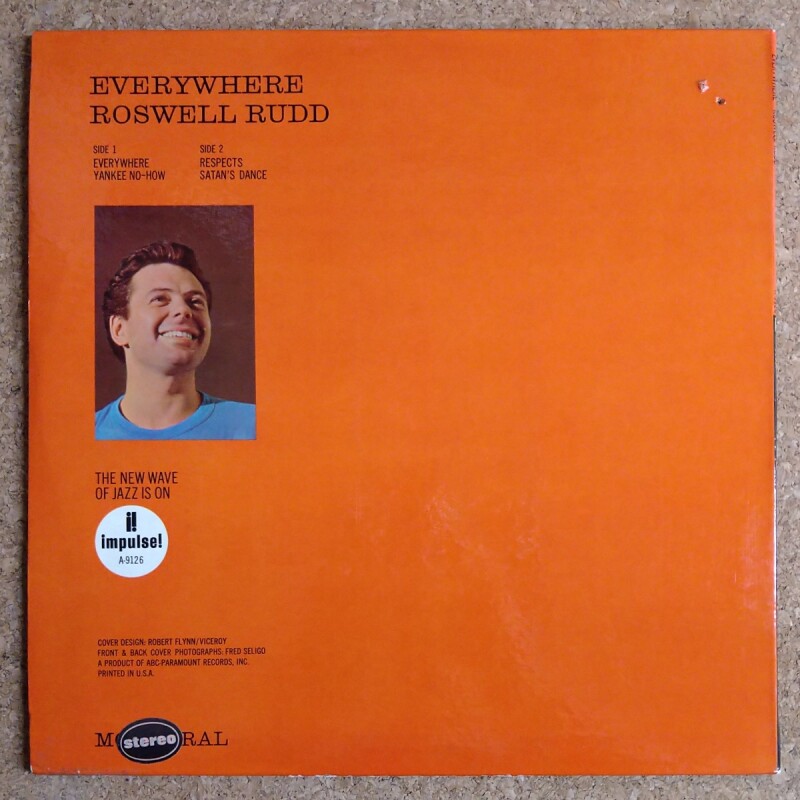 EVERYWHERE
ROSWELL RUDD
SIDE 1
EVERYWHERE
YANKEE NO-HOW
SIDE 2
RESPECTS
SATAN'S DANCE
THE NEW WAVE
OF JAZZ IS ON
i!
impulse!
A-9126
COVER DESIGN: ROBERT FLYNN/VICEROY
FRONT & BACK COVER PHOTOGRAPHS: FRED SELIGO
A PRODUCT OF ABC-PARAMOUNT RECORDS, INC.
PRINTED IN U.S.A.
stereo
RAL